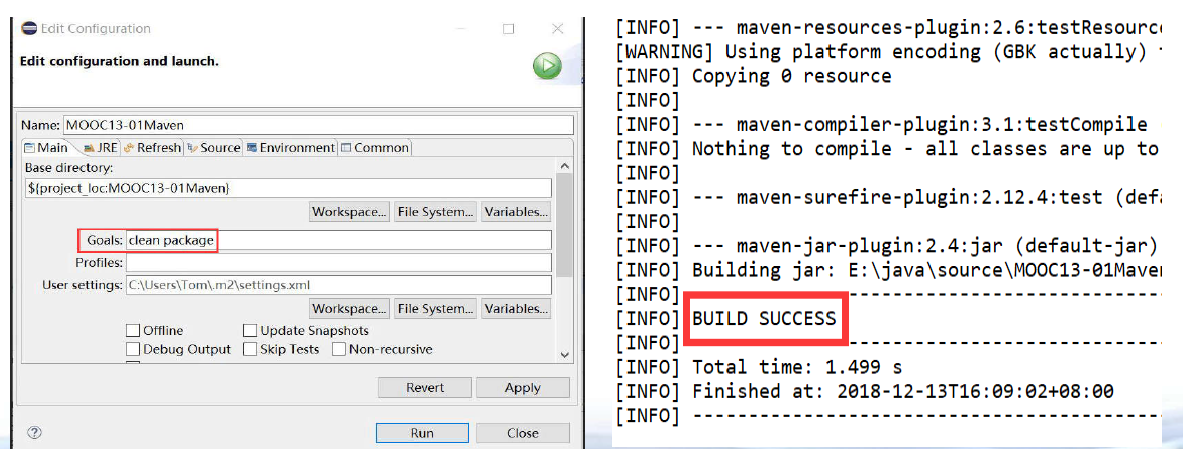 Edit Configuration
Edit configuration and launch.
Name: MOOC13-01Maven
Main JRE Refresh Source Environment Common
Base directory:
${project_loc:MOOC13-01Maven}
Workspace... File System... Variables...
Goals: clean package
Profiles:
User settings: C:\Users\Tom\.m2\settings.xml
Workspace... File System... Variables...
Offline Update Snapshots
Debug Output Skip Tests Non-recursive
Revert Apply
Run Close
[INFO] --- maven-resources-plugin:2.6:testResour
[WARNING] Using platform encoding (GBK actually)
[INFO] Copying 0 resource
[INFO]
[INFO] --- maven-compiler-plugin:3.1:testCompile
[INFO] Nothing to compile - all classes are up to
[INFO]
[INFO] --- maven-surefire-plugin:2.12.4:test (defa
[INFO]
[INFO] --- maven-jar-plugin:2.4:jar (default-jar)
[INFO] Building jar: E:\java\source\MOOC13-01Maven
[INFO] ------------------------------------------
[INFO] BUILD SUCCESS
[INFO] ------------------------------------------
[INFO] Total time: 1.499 s
[INFO] Finished at: 2018-12-13T16:09:02+08:00
[INFO] ------------------------------------------